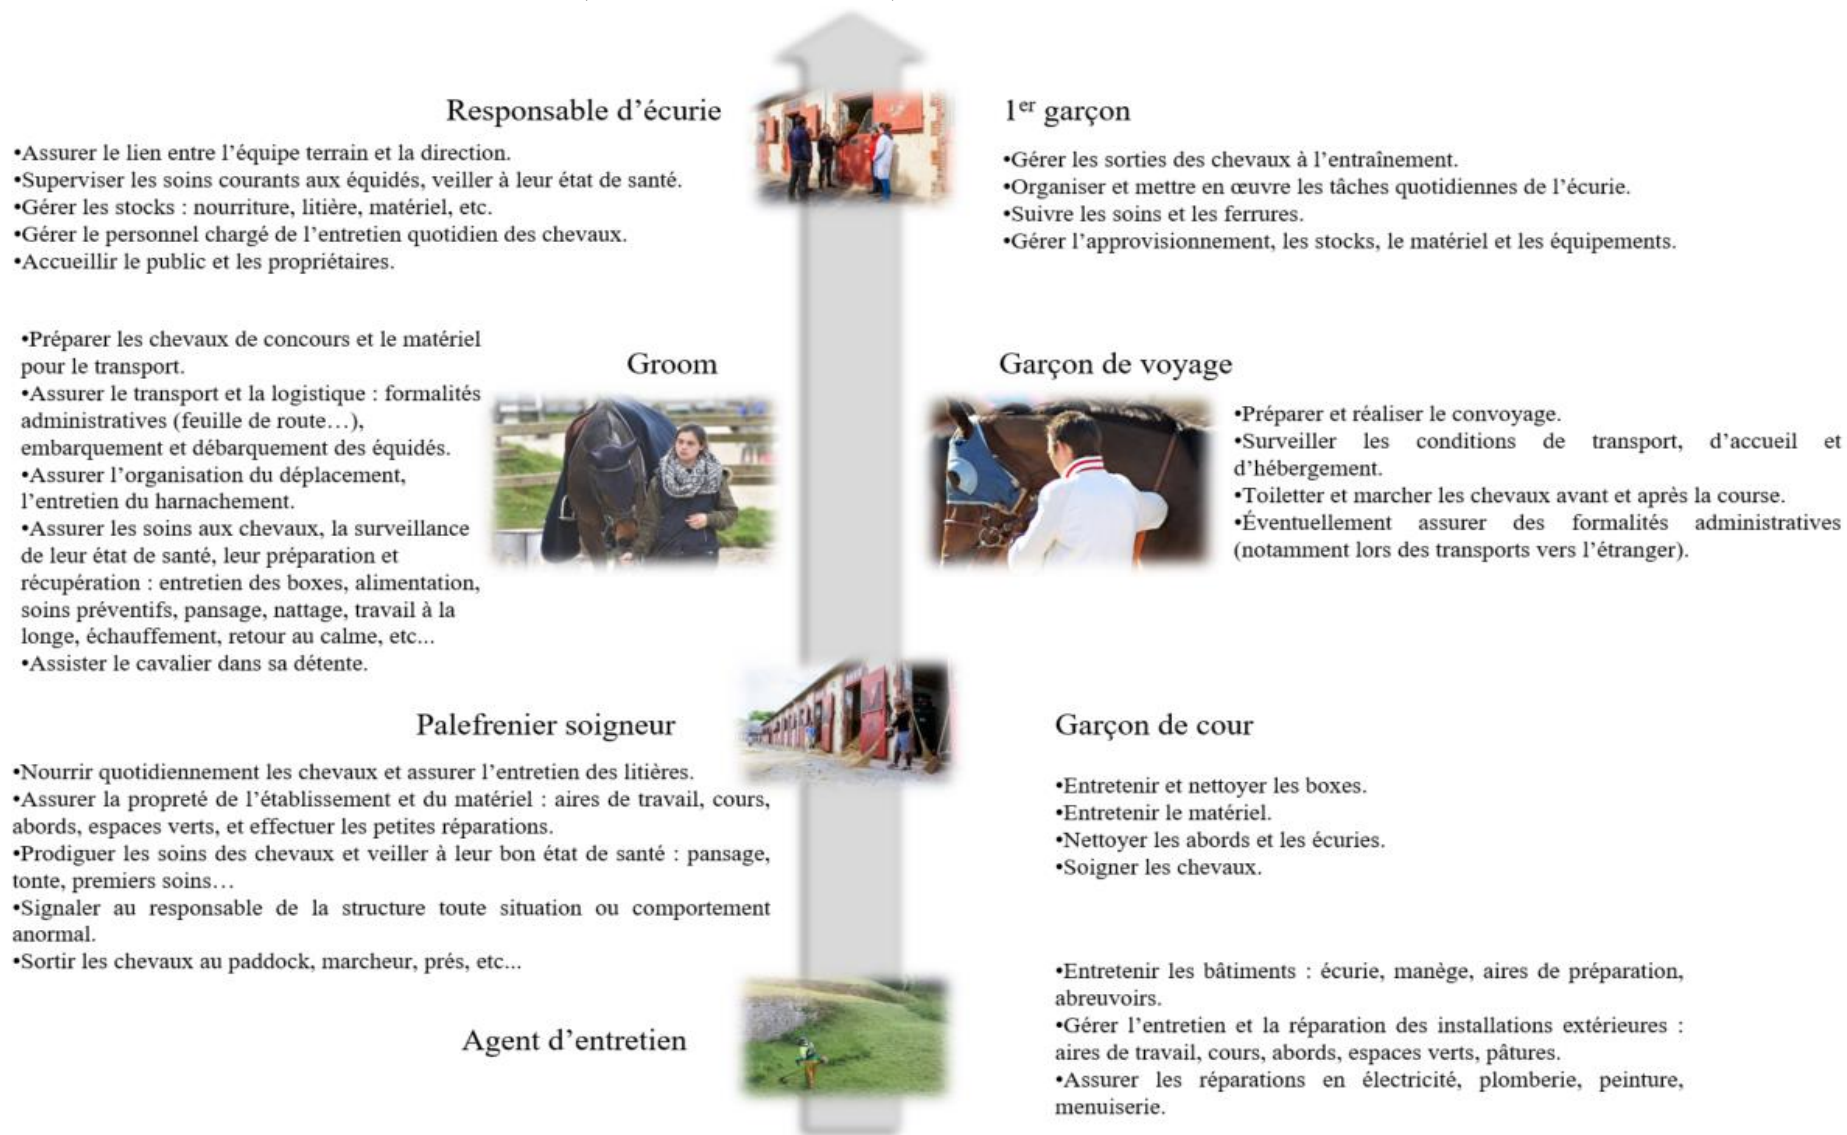 Responsable d'écurie
•Assurer le lien entre l'équipe terrain et la direction.
•Superviser les soins courants aux équidés, veiller à leur état de santé.
•Gérer les stocks : nourriture, litière, matériel, etc.
•Gérer le personnel chargé de l'entretien quotidien des chevaux.
•Accueillir le public et les propriétaires.
1er garçon
•Gérer les sorties des chevaux à l'entraînement.
•Organiser et mettre en œuvre les tâches quotidiennes de l'écurie.
•Suivre les soins et les ferrures.
•Gérer l'approvisionnement, les stocks, le matériel et les équipements.
Groom
•Préparer les chevaux de concours et le matériel
pour le transport.
•Assurer le transport et la logistique : formalités
administratives (feuille de route…),
embarquement et débarquement des équidés.
•Assurer l'organisation du déplacement,
l'entretien du harnachement.
•Assurer les soins aux chevaux, la surveillance
de leur état de santé, leur préparation et
récupération : entretien des boxes, alimentation,
soins préventifs, pansage, nattage, travail à la
longe, échauffement, retour au calme, etc...
•Assister le cavalier dans sa détente.
Garçon de voyage
•Préparer et réaliser le convoyage.
•Surveiller les conditions de transport, d'accueil et
d'hébergement.
•Toiletter et marcher les chevaux avant et après la course.
•Éventuellement assurer des formalités administratives
(notamment lors des transports vers l'étranger).
Palefrenier soigneur
•Nourrir quotidiennement les chevaux et assurer l'entretien des litières.
•Assurer la propreté de l'établissement et du matériel : aires de travail, cours,
abords, espaces verts, et effectuer les petites réparations.
•Prodiguer les soins des chevaux et veiller à leur bon état de santé : pansage,
tonte, premiers soins…
•Signaler au responsable de la structure toute situation ou comportement
anormal.
•Sortir les chevaux au paddock, marcheur, prés, etc...
Garçon de cour
•Entretenir et nettoyer les boxes.
•Entretenir le matériel.
•Nettoyer les abords et les écuries.
•Soigner les chevaux.
Agent d'entretien
•Entretenir les bâtiments : écurie, manège, aires de préparation,
abreuvoirs.
•Gérer l'entretien et la réparation des installations extérieures :
aires de travail, cours, abords, espaces verts, pâtures.
•Assurer les réparations en électricité, plomberie, peinture,
menuiserie.